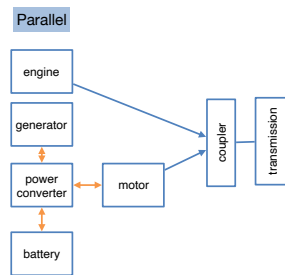 Parallel
engine
generator
power
converter
motor
battery
coupler
transmission